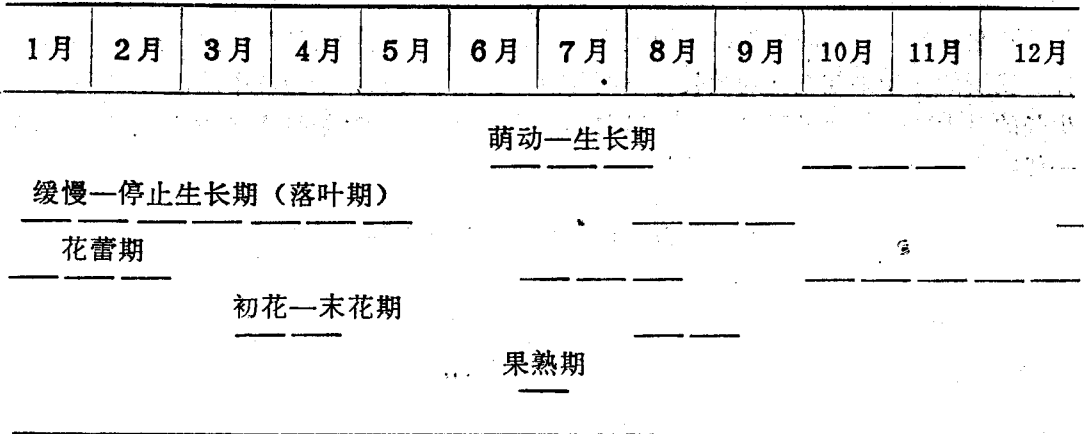 1月 2月 3月 4月 5月 6月 7月 8月 9月 10月 11月 12月
萌动—生长期
缓慢—停止生长期（落叶期）
花蕾期
初花—末花期
果熟期